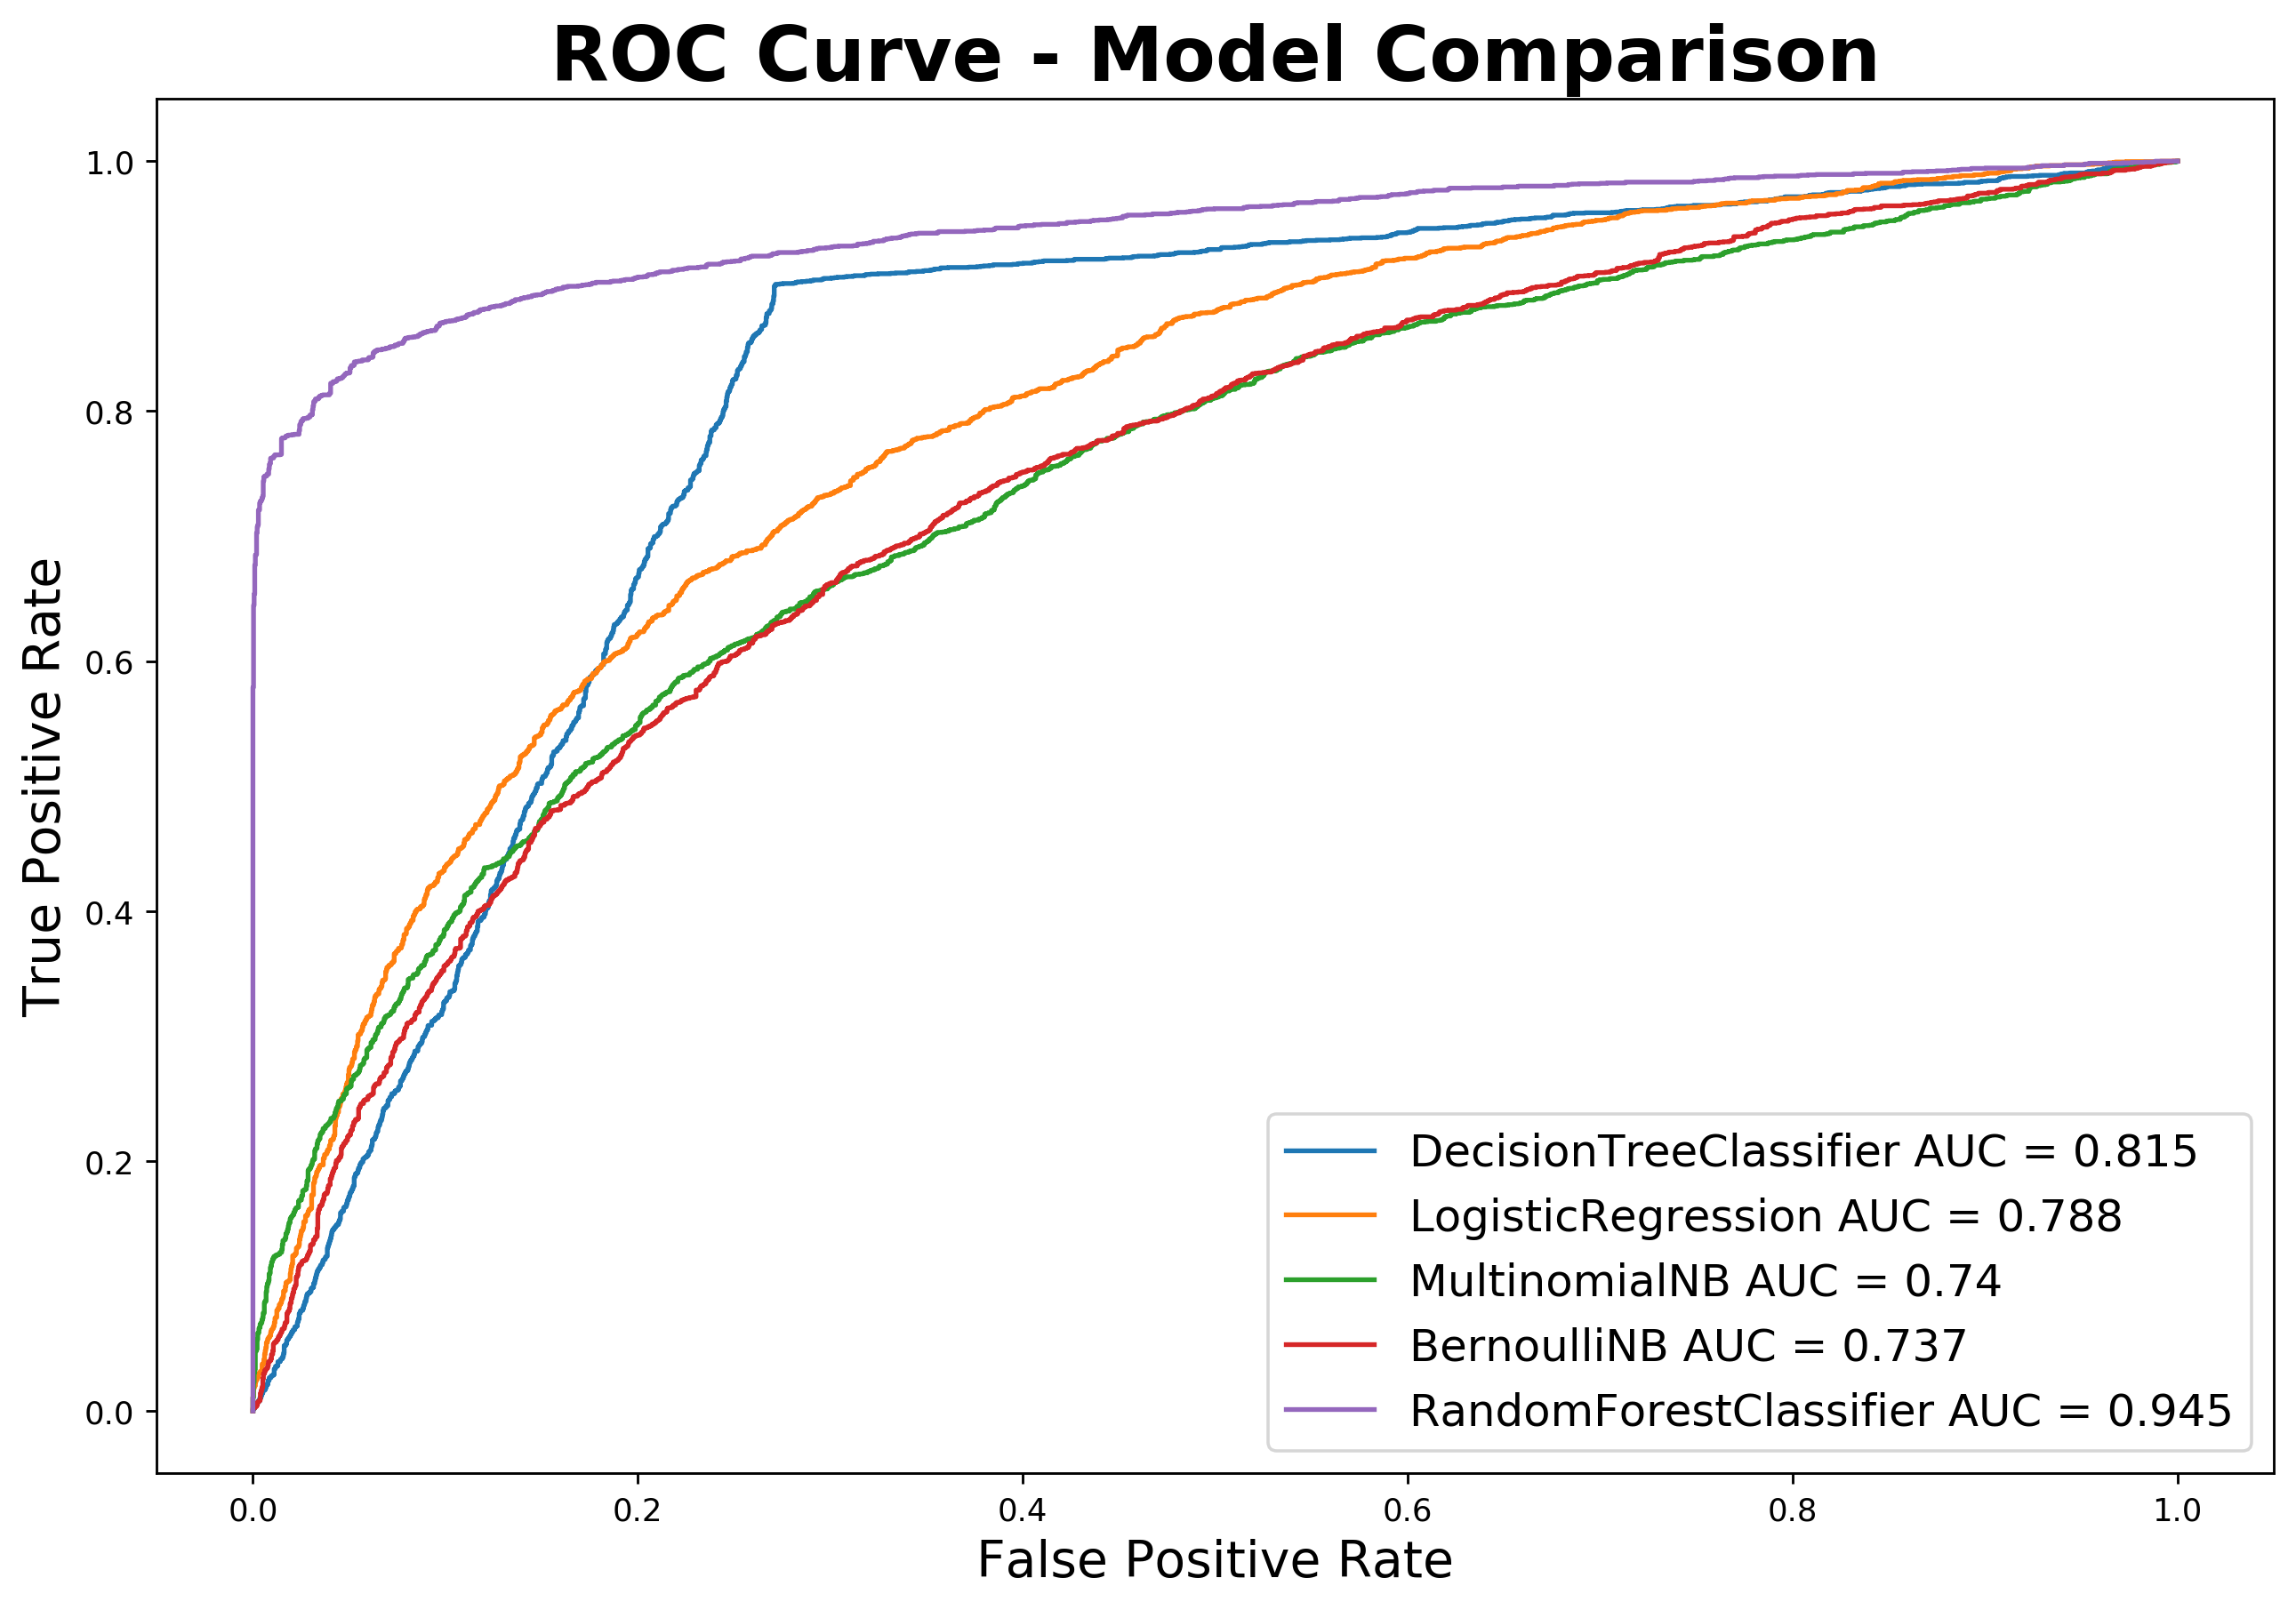 ROC Curve - Model Comparison
True Positive Rate
1.0
0.8
0.6
0.4
0.2
0.0
DecisionTreeClassifier AUC = 0.815
LogisticRegression AUC = 0.788
MultinomialNB AUC = 0.74
BernoulliNB AUC = 0.737
RandomForestClassifier AUC = 0.945
0.0 0.2 0.4 0.6 0.8 1.0
False Positive Rate